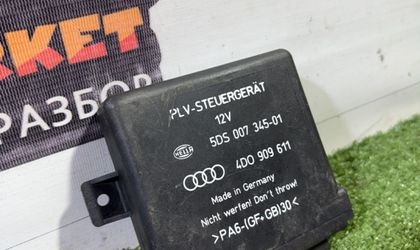 RKET
РАЗБОР
PLV-STEUERGERÄT
12V
5DS 007 345-01
HELLA
4D0 909 611
Made in Germany
Nicht werfen! Don't throw!
>PA6-(GF+GB)30<